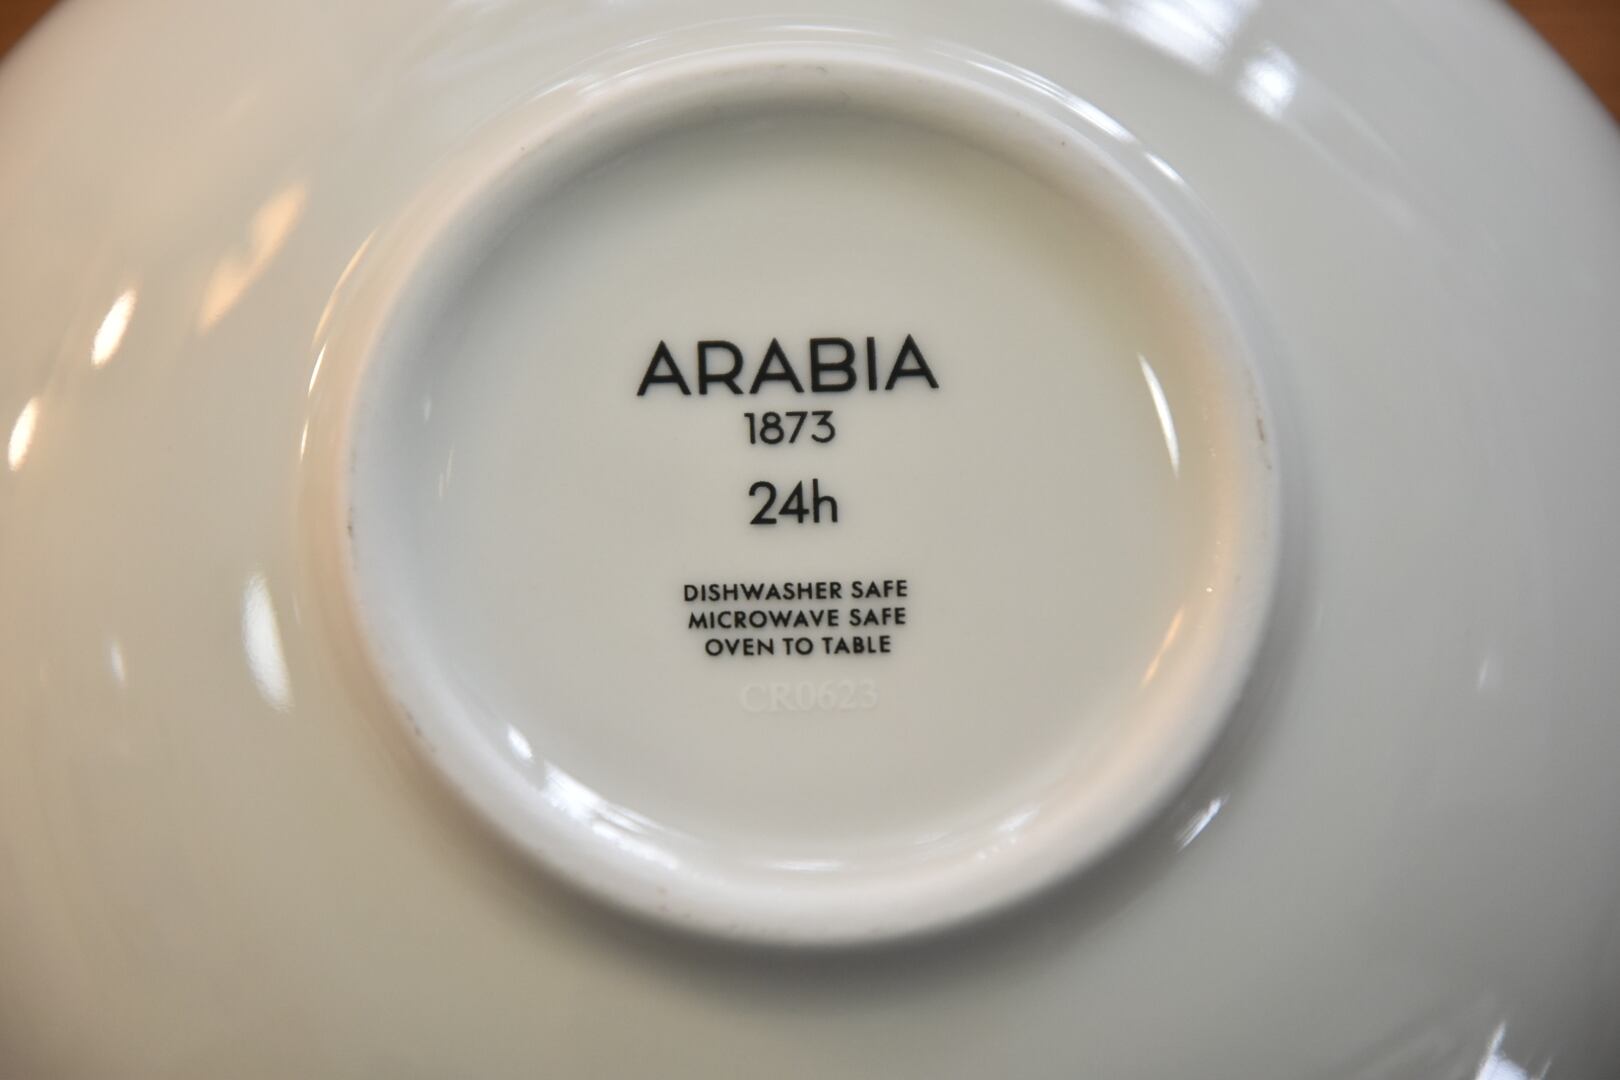 ARABIA
1873
24h
DISHWASHER SAFE
MICROWAVE SAFE
OVEN TO TABLE
CR0623